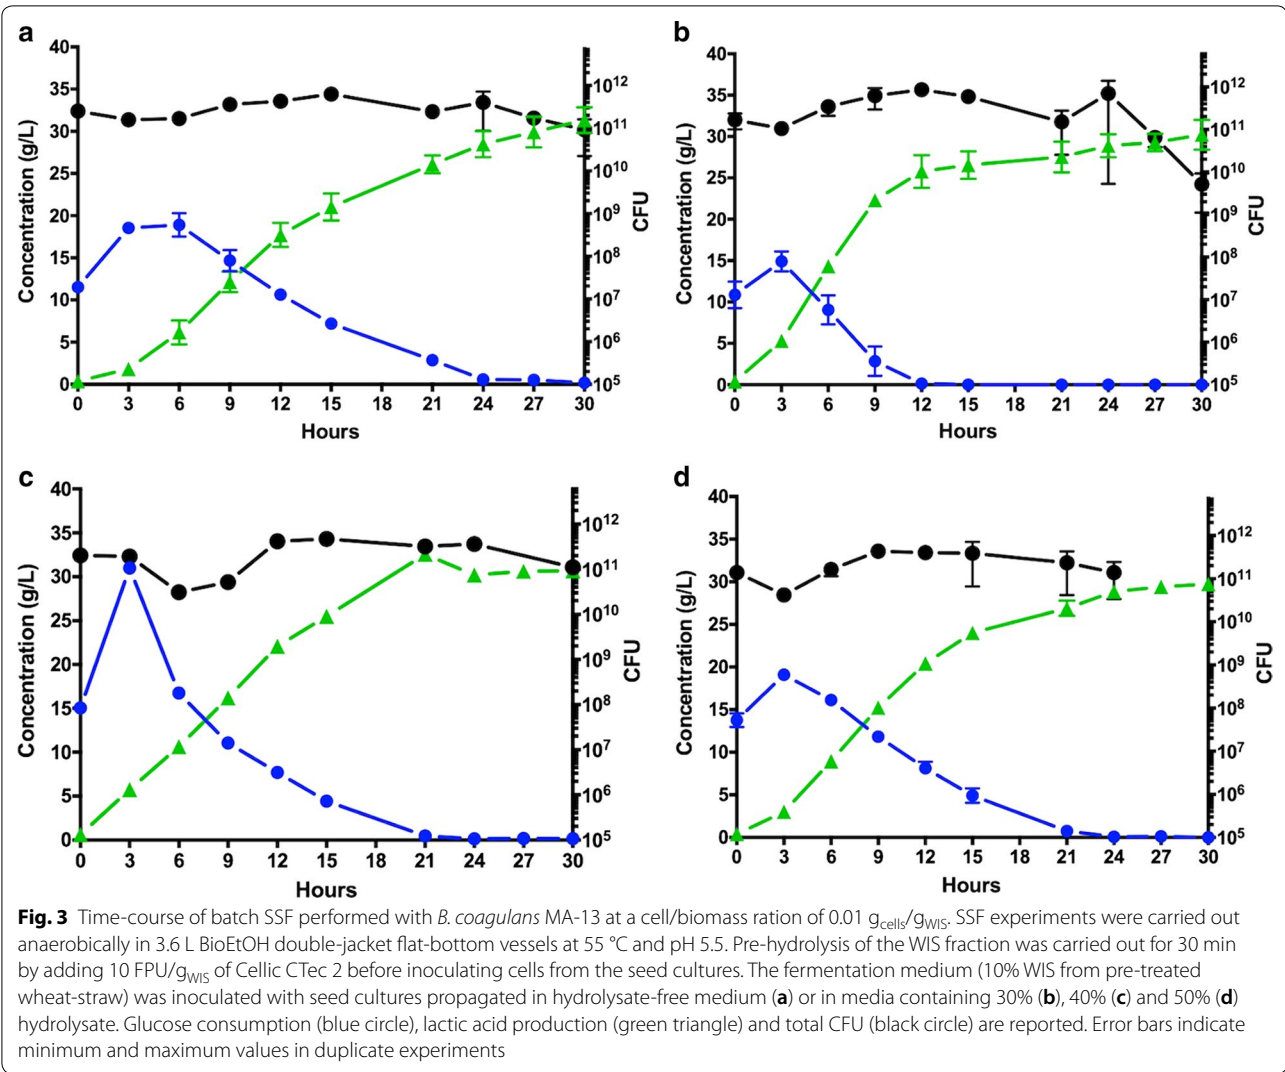 a
b
40
35
30
25
20
15
10
5
0
Concentration (g/L)
10¹²
10¹¹
10¹⁰
10⁹
10⁸
10⁷
10⁶
10⁵
CFU
0 3 6 9 12 15 18 21 24 27 30
Hours
40
35
30
25
20
15
10
5
0
Concentration (g/L)
10¹²
10¹¹
10¹⁰
10⁹
10⁸
10⁷
10⁶
10⁵
CFU
0 3 6 9 12 15 18 21 24 27 30
Hours
c
d
40
35
30
25
20
15
10
5
0
Concentration (g/L)
10¹²
10¹¹
10¹⁰
10⁹
10⁸
10⁷
10⁶
10⁵
CFU
0 3 6 9 12 15 18 21 24 27 30
Hours
40
35
30
25
20
15
10
5
0
Concentration (g/L)
10¹²
10¹¹
10¹⁰
10⁹
10⁸
10⁷
10⁶
10⁵
CFU
0 3 6 9 12 15 18 21 24 27 30
Hours
Fig. 3 Time-course of batch SSF performed with B. coagulans MA-13 at a cell/biomass ration of 0.01 g_cells/g_WIS. SSF experiments were carried out
anaerobically in 3.6 L BioEtOH double-jacket flat-bottom vessels at 55 °C and pH 5.5. Pre-hydrolysis of the WIS fraction was carried out for 30 min
by adding 10 FPU/g_WIS of Cellic CTec 2 before inoculating cells from the seed cultures. The fermentation medium (10% WIS from pre-treated
wheat-straw) was inoculated with seed cultures propagated in hydrolysate-free medium (a) or in media containing 30% (b), 40% (c) and 50% (d)
hydrolysate. Glucose consumption (blue circle), lactic acid production (green triangle) and total CFU (black circle) are reported. Error bars indicate
minimum and maximum values in duplicate experiments